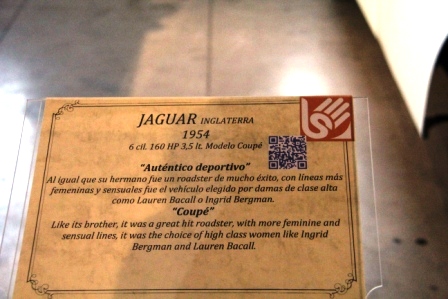 JAGUAR INGLATERRA
1954
6 cil. 160 HP 3,5 lt. Modelo Coupé
"Auténtico deportivo"
Al igual que su hermano fue un roadster de mucho éxito, con líneas más
femeninas y sensuales fue el vehículo elegido por damas de clase alta
como Lauren Bacall o Ingrid Bergman.
"Coupé"
Like its brother, it was a great hit roadster, with more feminine and
sensual lines, it was the choice of high class women like Ingrid
Bergman and Lauren Bacall.